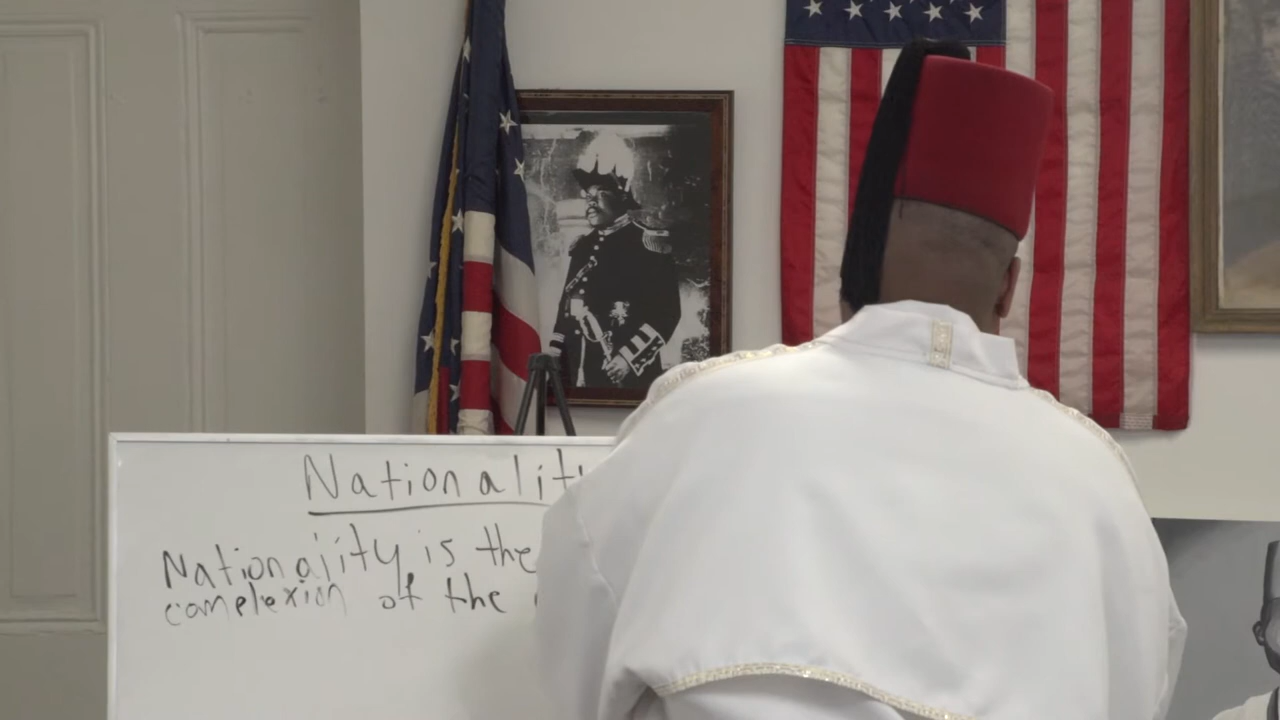 Nationalit
Nationality is the
complexion of the